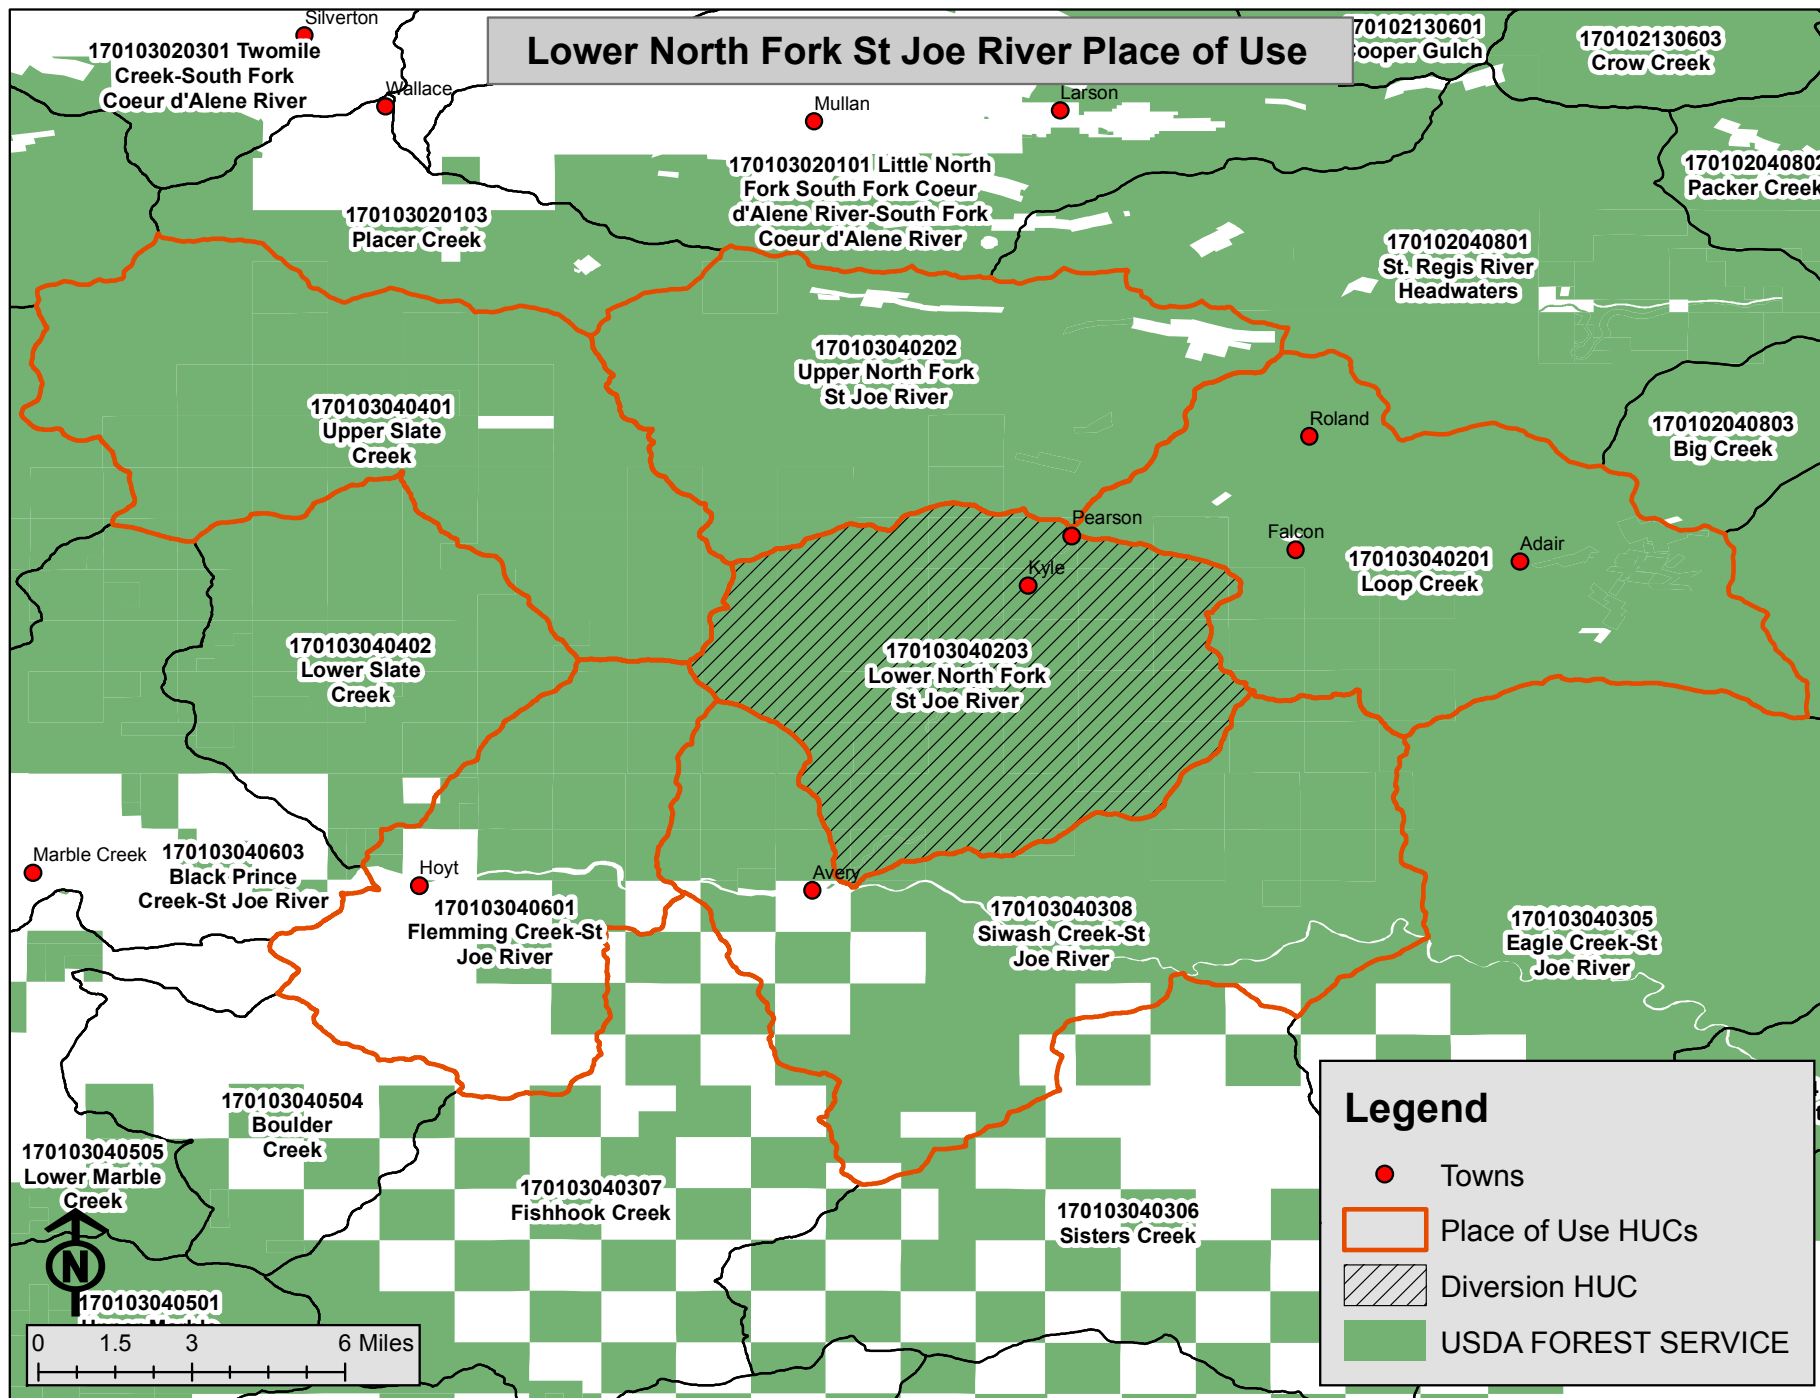 Lower North Fork St Joe River Place of Use
Silverton
170103020301 Twomile
Creek-South Fork
Coeur d'Alene River
Wallace
Mullan
Larson
Gulch
170102130603
Crow Creek
170103020101 Little North
Fork South Fork Coeur
d'Alene River-South Fork
Coeur d'Alene River
170102040802
Packer Creek
170103020103
Placer Creek
170102040801
St. Regis River
Headwaters
170103040202
Upper North Fork
St Joe River
170103040401
Upper Slate
Creek
Roland
170102040803
Big Creek
Pearson
Falcon
Adair
170103040201
Loop Creek
Kyle
170103040402
Lower Slate
Creek
170103040203
Lower North Fork
St Joe River
Marble Creek
170103040603
Black Prince
Creek-St Joe River
Hoyt
Avery
170103040601
Flemming Creek-St
Joe River
170103040308
Siwash Creek-St
Joe River
170103040305
Eagle Creek-St
Joe River
170103040504
Boulder
Creek
170103040505
Lower Marble
Creek
170103040307
Fishhook Creek
170103040306
Sisters Creek
N
170103040501
0 1.5 3 6 Miles
Legend
Towns
Place of Use HUCs
Diversion HUC
USDA FOREST SERVICE